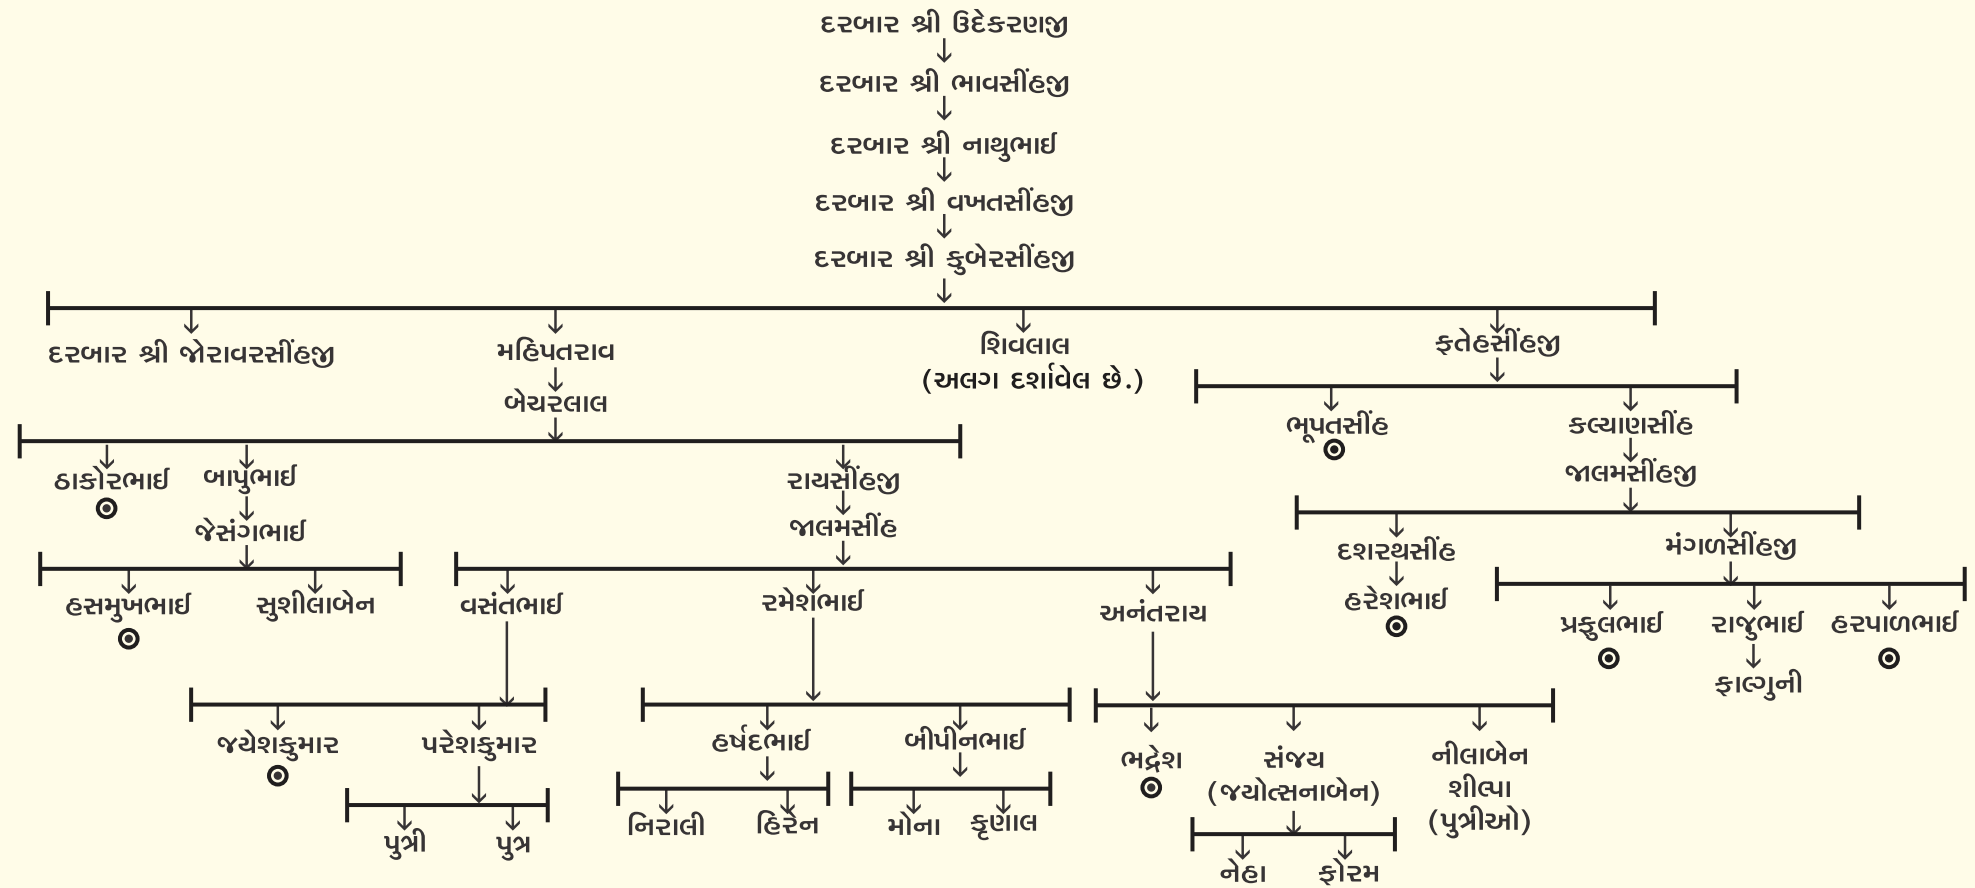 દરબાર શ્રી ઉદેકરણજી
દરબાર શ્રી ભાવસીંહજી
દરબાર શ્રી નાથુભાઈ
દરબાર શ્રી વખતસીંહજી
દરબાર શ્રી કુબેરસીંહજી
દરબાર શ્રી જોરાવરસીંહજી મહિપતરાવ શિવલાલ ફતેહસીંહજી
(અલગ દર્શાવેલ છે.)
બેચરલાલ
ભૂપતસીંહ કલ્યાણસીંહ
ઠાકોરભાઈ બાપુભાઈ રાયસીંહજી જાલમસીંહજી
જેસંગભાઈ જાલમસીંહ
દશરથસીંહ મંગળસીંહજી
હસમુખભાઈ સુશીલાબેન વસંતભાઈ રમેશભાઈ અનંતરાય હરેશભાઈ
પ્રફુલભાઈ રાજુભાઈ હરપાળભાઈ
ફાલ્ગુની
જયેશકુમાર પરેશકુમાર હર્ષદભાઈ બીપીનભાઈ
ભદ્રેશ સંજય નીલાબેન
(જયોત્સનાબેન) શીલ્પા
(પુત્રીઓ)
પુત્રી પુત્ર નિરાલી હિરેન મોના કૃણાલ
નેહા ફોરમ